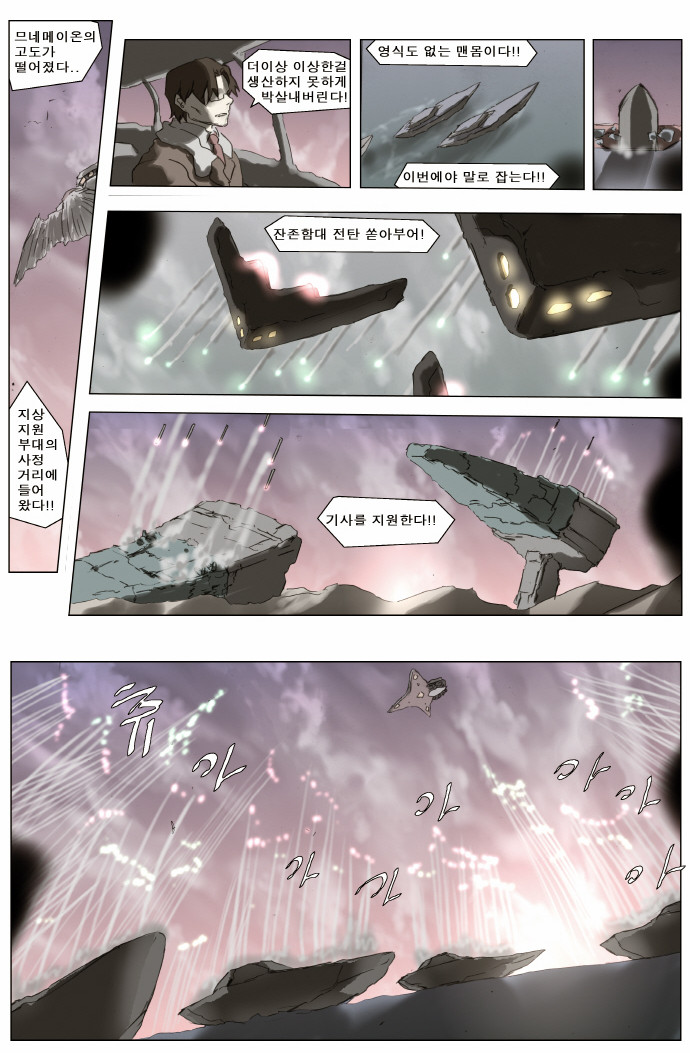 므네메이온의
고도가
떨어졌다..
더이상 이상한걸
생산하지 못하게
박살내버린다!
영식도 없는 맨몸이다!!
이번에야 말로 잡는다!!
잔존함대 전탄 쏟아부어!
지상
지원
부대의
사정
거리에
들어
왔다!!
기사를 지원한다!!
쮸
가
가
가
가
아
아
아